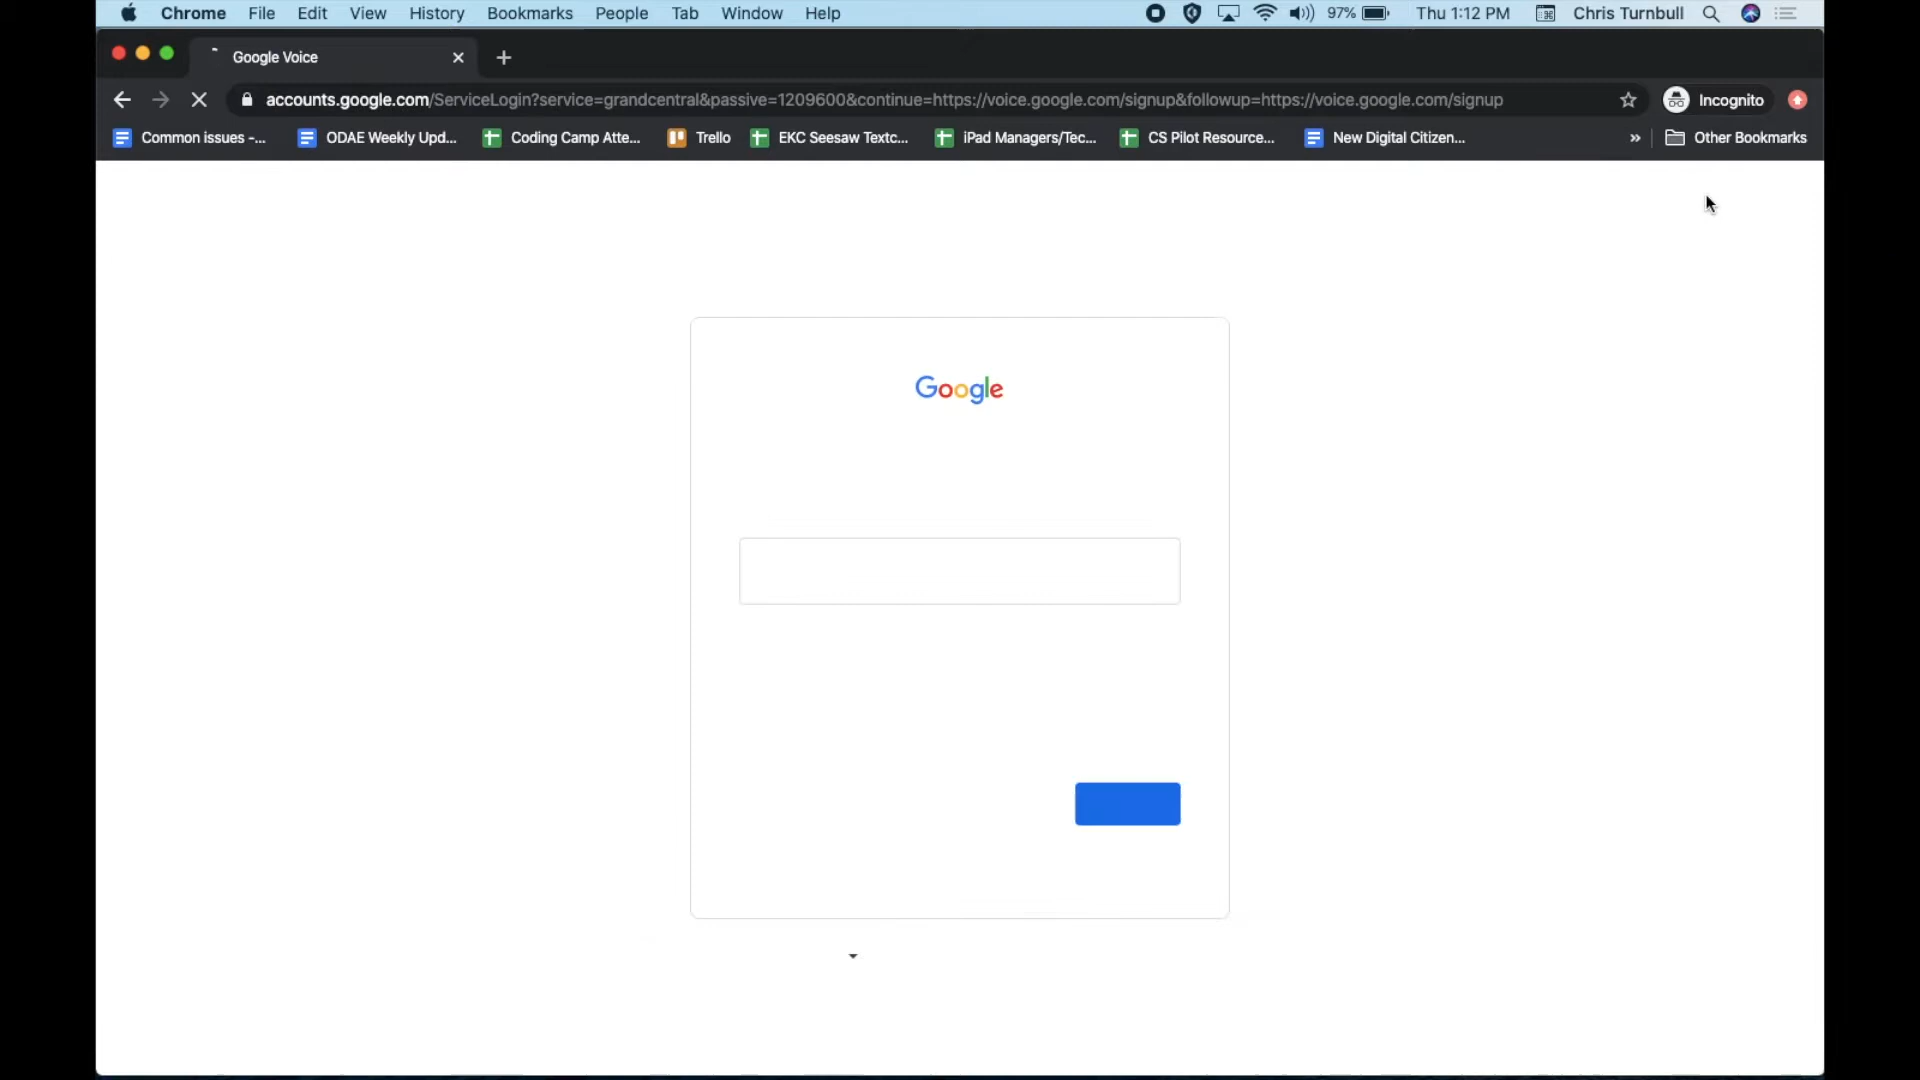 Chrome File Edit View History Bookmarks People Tab Window Help 97% Thu 1:12 PM Chris Turnbull
Google Voice
accounts.google.com/ServiceLogin?service=grandcentral&passive=1209600&continue=https://voice.google.com/signup&followup=https://voice.google.com/signup Incognito
Common issues -... ODAE Weekly Upd... Coding Camp Atte... Trello EKC Seesaw Textc... iPad Managers/Tec... CS Pilot Resource... New Digital Citizen... » Other Bookmarks
Google